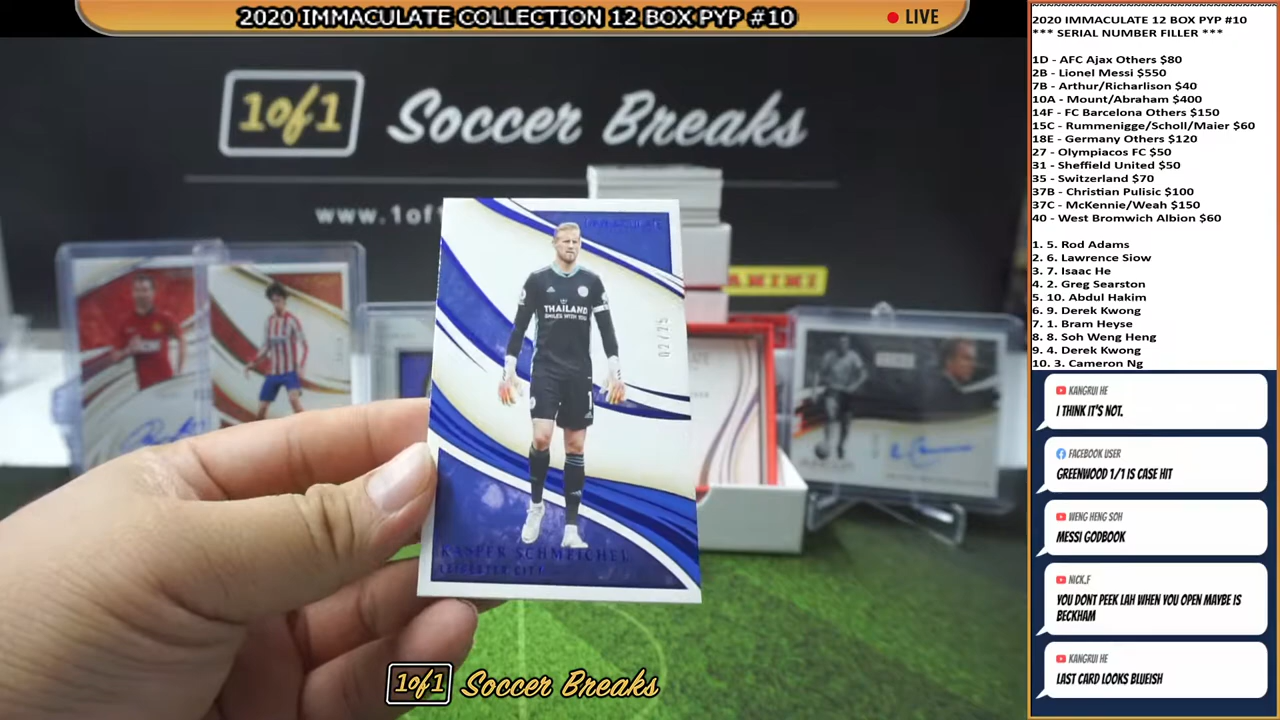 2020 IMMACULATE COLLECTION 12 BOX PYP #10
LIVE
1of1 Soccer Breaks
www.1of
PANINI
IMMACULATE
THAILAND
SMILES WITH YOU
02/25
KASPER SCHMEICHEL
LEICESTER CITY
1of1 Soccer Breaks
2020 IMMACULATE 12 BOX PYP #10
*** SERIAL NUMBER FILLER ***
1D - AFC Ajax Others $80
2B - Lionel Messi $550
7B - Arthur/Richarlison $40
10A - Mount/Abraham $400
14F - FC Barcelona Others $150
15C - Rummenigge/Scholl/Maier $60
18E - Germany Others $120
27 - Olympiacos FC $50
31 - Sheffield United $50
35 - Switzerland $70
37B - Christian Pulisic $100
37C - McKennie/Weah $150
40 - West Bromwich Albion $60
1. 5. Rod Adams
2. 6. Lawrence Siow
3. 7. Isaac He
4. 2. Greg Searston
5. 10. Abdul Hakim
6. 9. Derek Kwong
7. 1. Bram Heyse
8. 8. Soh Weng Heng
9. 4. Derek Kwong
10. 3. Cameron Ng
KANGRUI HE
I THINK IT'S NOT.
FACEBOOK USER
GREENWOOD 1/1 IS CASE HIT
WENG HENG SOH
MESSI GODBOOK
NICK.F
YOU DONT PEEK LAH WHEN YOU OPEN MAYBE IS
BECKHAM
KANGRUI HE
LAST CARD LOOKS BLUEISH